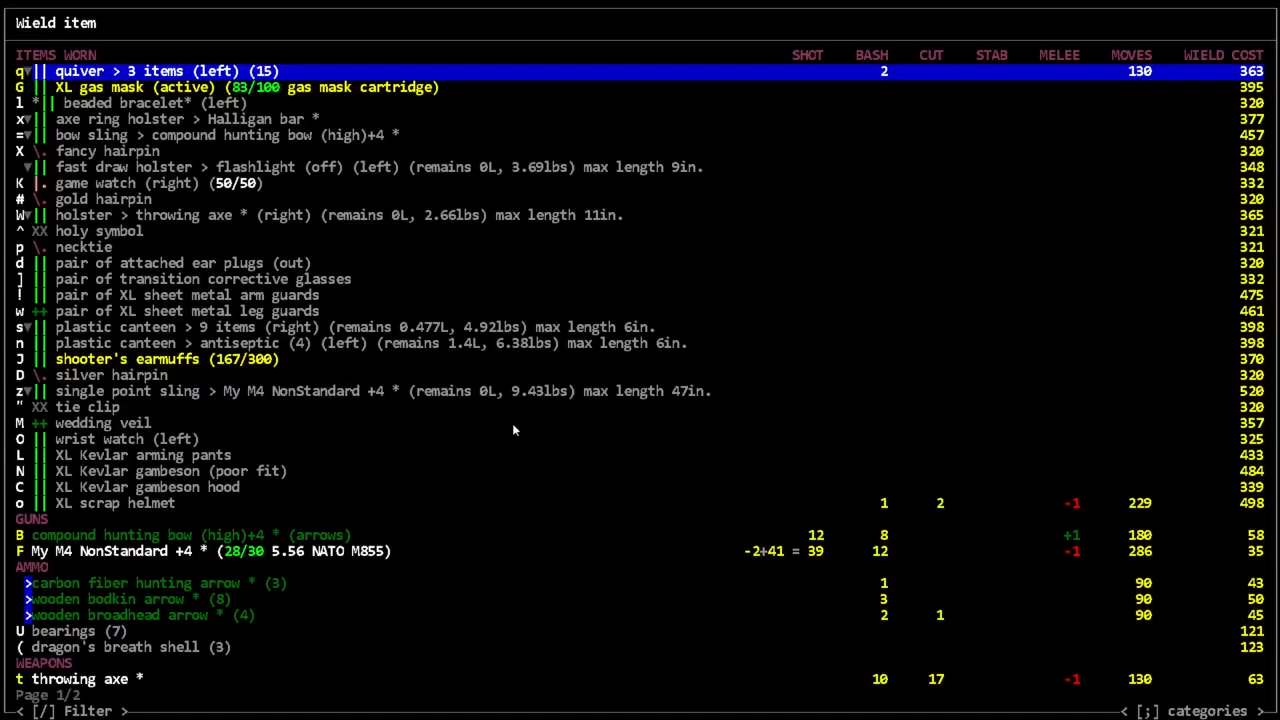 Wield item
ITEMS WORN SHOT BASH CUT STAB MELEE MOVES WIELD COST
q▾|| quiver > 3 items (left) (15) 2 130 363
G || XL gas mask (active) (83/100 gas mask cartridge) 395
l *|| beaded bracelet* (left) 320
x▾|| axe ring holster > Halligan bar * 377
=▾|| bow sling > compound hunting bow (high)+4 * 457
X \. fancy hairpin 320
▾|| fast draw holster > flashlight (off) (left) (remains 0L, 3.69lbs) max length 9in. 348
K |. game watch (right) (50/50) 332
# \. gold hairpin 320
W▾|| holster > throwing axe * (right) (remains 0L, 2.66lbs) max length 11in. 365
^ XX holy symbol 321
p \. necktie 321
d || pair of attached ear plugs (out) 320
] || pair of transition corrective glasses 332
! || pair of XL sheet metal arm guards 475
w ++ pair of XL sheet metal leg guards 461
s▾|| plastic canteen > 9 items (right) (remains 0.477L, 4.92lbs) max length 6in. 398
n || plastic canteen > antiseptic (4) (left) (remains 1.4L, 6.38lbs) max length 6in. 398
J || shooter's earmuffs (167/300) 370
D \. silver hairpin 320
z▾|| single point sling > My M4 NonStandard +4 * (remains 0L, 9.43lbs) max length 47in. 520
" XX tie clip 320
M ++ wedding veil 357
O || wrist watch (left) 325
L || XL Kevlar arming pants 433
N || XL Kevlar gambeson (poor fit) 484
C || XL Kevlar gambeson hood 339
o || XL scrap helmet 1 2 -1 229 498
GUNS
B compound hunting bow (high)+4 * (arrows) 12 8 +1 180 58
F My M4 NonStandard +4 * (28/30 5.56 NATO M855) -2+41 = 39 12 -1 286 35
AMMO
>carbon fiber hunting arrow * (3) 1 90 43
>wooden bodkin arrow * (8) 3 90 50
>wooden broadhead arrow * (4) 2 1 90 45
U bearings (7) 121
( dragon's breath shell (3) 123
WEAPONS
t throwing axe * 10 17 -1 130 63
Page 1/2
< [/] Filter > < [;] categories >